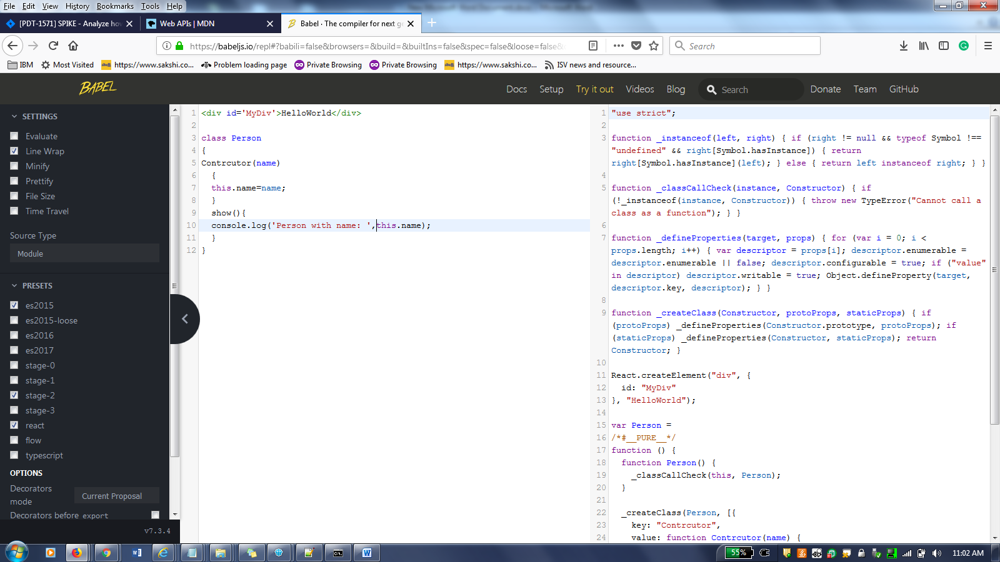 File Edit View History Bookmarks Tools Help
[PDT-1571] SPIKE - Analyze ho
Web APIs | MDN
Babel · The compiler for next ge
https://babeljs.io/repl#?babili=false&browsers=&build=&builtIns=false&spec=false&loose=false&
Search
IBM Most Visited https://www.sakshi.co... Problem loading page Private Browsing Private Browsing https://www.sakshi.co... ISV news and resource...
BABEL
Docs Setup Try it out Videos Blog Search Donate Team GitHub
SETTINGS
Evaluate
Line Wrap
Minify
Prettify
File Size
Time Travel
Source Type
Module
PRESETS
es2015
es2015-loose
es2016
es2017
stage-0
stage-1
stage-2
stage-3
react
flow
typescript
OPTIONS
Decorators
mode
Current Proposal
Decorators before export
v7.3.4
1 <div id='MyDiv'>HelloWorld</div>
2
3 class Person
4 {
5 Contrcutor(name)
6 {
7 this.name=name;
8 }
9 show(){
10 console.log('Person with name: ',this.name);
11 }
12 }
1 "use strict";
2
3 function _instanceof(left, right) { if (right != null && typeof Symbol !==
"undefined" && right[Symbol.hasInstance]) { return
right[Symbol.hasInstance](left); } else { return left instanceof right; } }
4
5 function _classCallCheck(instance, Constructor) { if
(!_instanceof(instance, Constructor)) { throw new TypeError("Cannot call a
class as a function"); } }
6
7 function _defineProperties(target, props) { for (var i = 0; i <
props.length; i++) { var descriptor = props[i]; descriptor.enumerable =
descriptor.enumerable || false; descriptor.configurable = true; if ("value"
in descriptor) descriptor.writable = true; Object.defineProperty(target,
descriptor.key, descriptor); } }
8
9 function _createClass(Constructor, protoProps, staticProps) { if
(protoProps) _defineProperties(Constructor.prototype, protoProps); if
(staticProps) _defineProperties(Constructor, staticProps); return
Constructor; }
10
11 React.createElement("div", {
12 id: "MyDiv"
13 }, "HelloWorld");
14
15 var Person =
16 /*#__PURE__*/
17 function () {
18 function Person() {
19 _classCallCheck(this, Person);
20 }
21
22 _createClass(Person, [{
23 key: "Contrcutor",
24 value: function Contrcutor(name) {
55%
11:02 AM